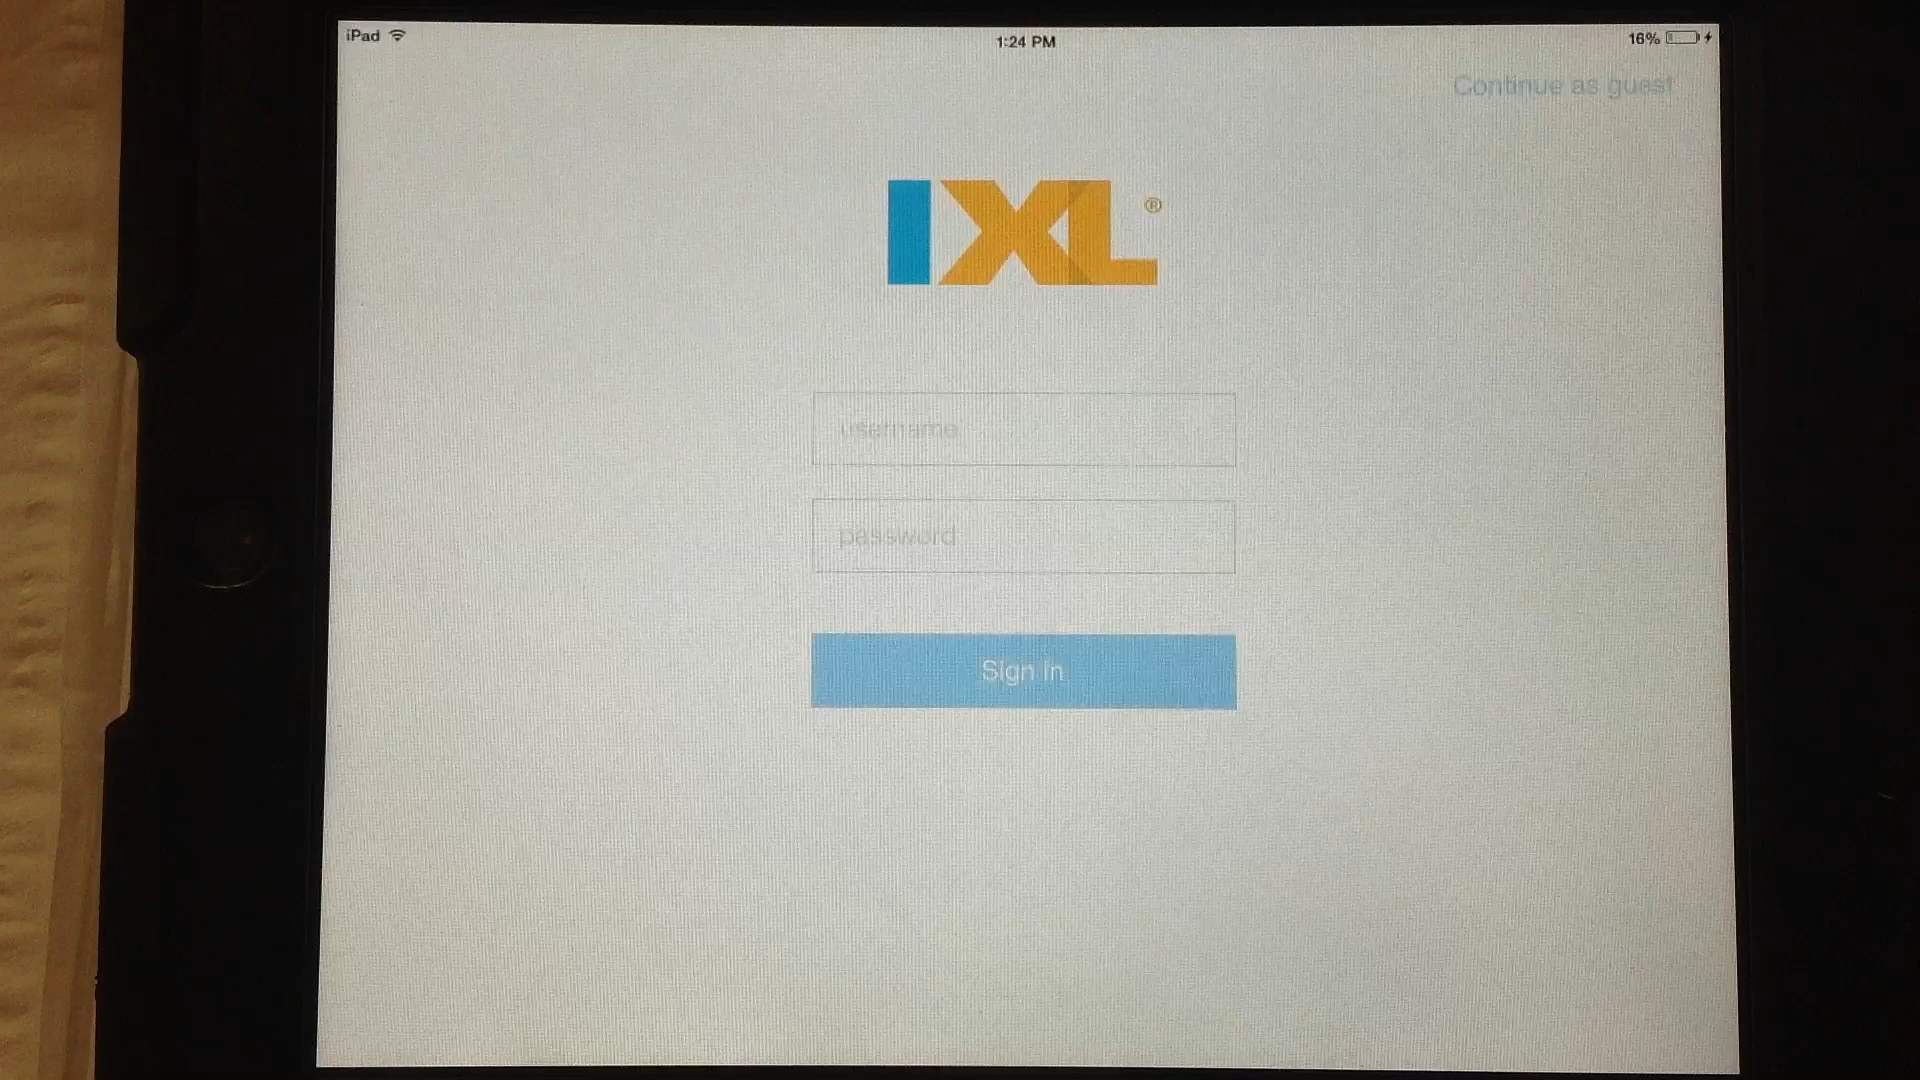 iPad 1:24 PM 16%
Continue as guest
IXL®
username
password
Sign in